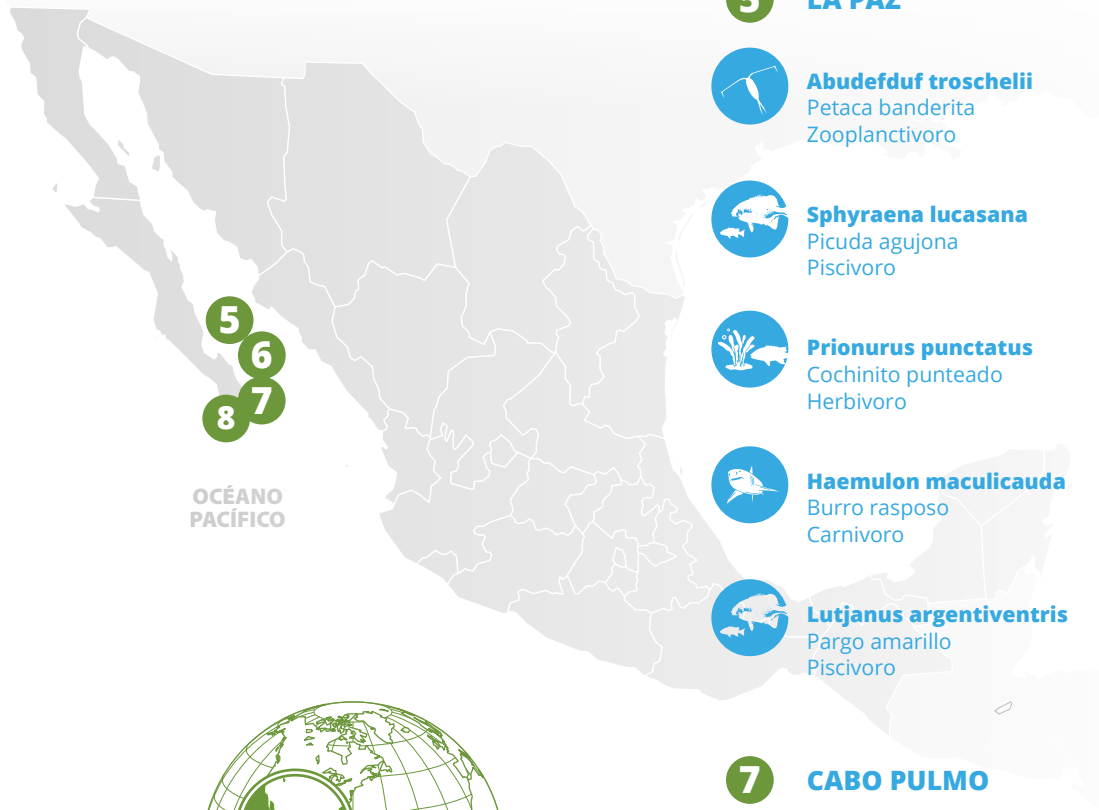 5 LA PAZ
Abudefduf troschelii
Petaca banderita
Zooplanctivoro
Sphyraena lucasana
Picuda agujona
Piscivoro
Prionurus punctatus
Cochinito punteado
Herbivoro
Haemulon maculicauda
Burro rasposo
Carnivoro
Lutjanus argentiventris
Pargo amarillo
Piscivoro
7 CABO PULMO
5
6
7
8
OCÉANO
PACÍFICO